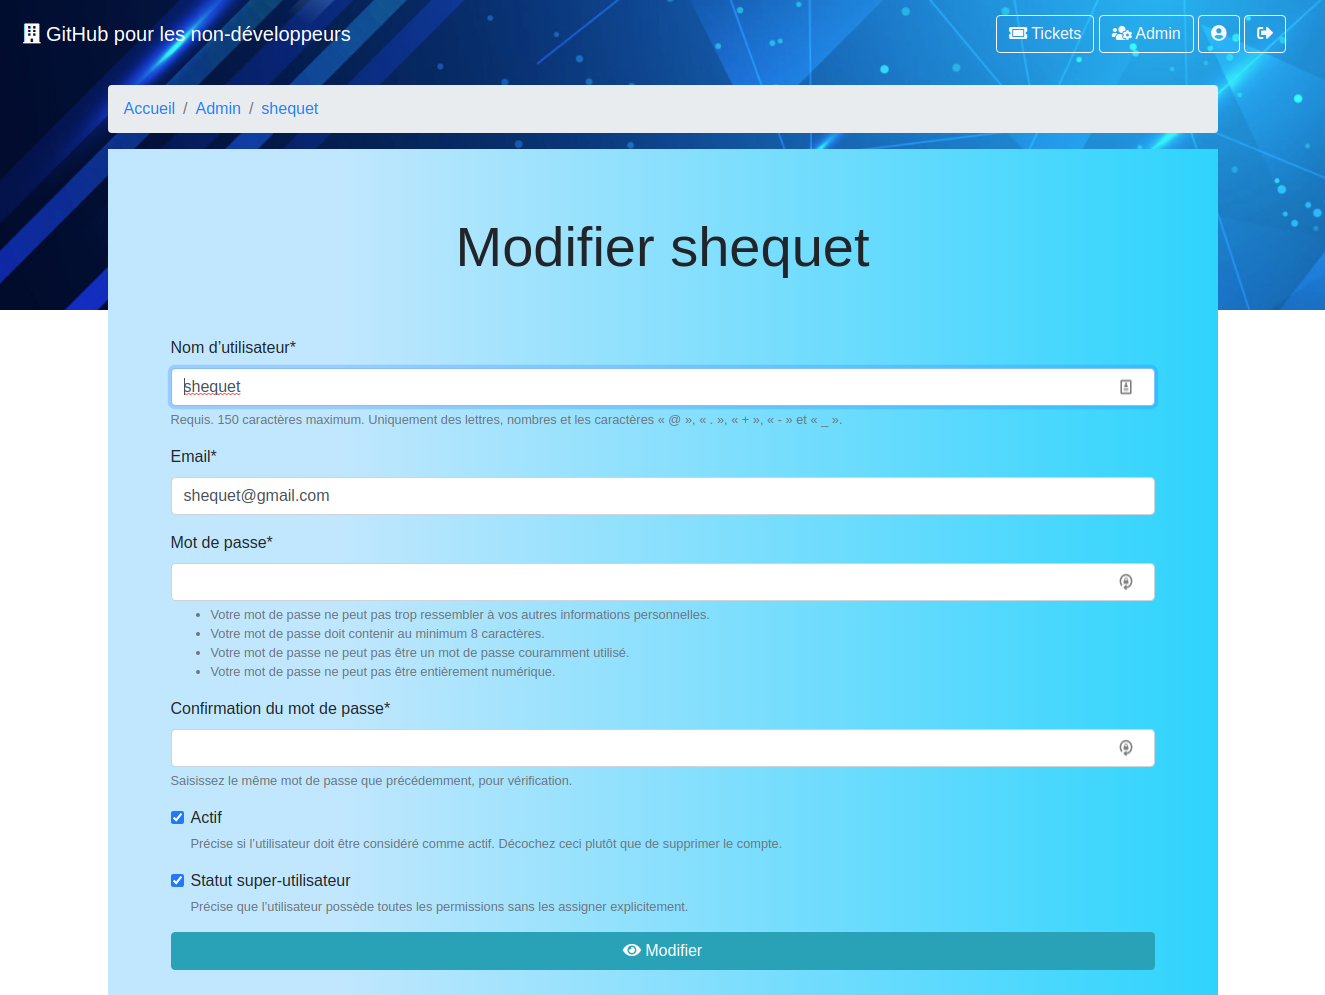 GitHub pour les non-développeurs
Tickets
Admin
Accueil / Admin / shequet
Modifier shequet
Nom d’utilisateur*
shequet
Requis. 150 caractères maximum. Uniquement des lettres, nombres et les caractères « @ », « . », « + », « - » et « _ ».
Email*
shequet@gmail.com
Mot de passe*
• Votre mot de passe ne peut pas trop ressembler à vos autres informations personnelles.
• Votre mot de passe doit contenir au minimum 8 caractères.
• Votre mot de passe ne peut pas être un mot de passe couramment utilisé.
• Votre mot de passe ne peut pas être entièrement numérique.
Confirmation du mot de passe*
Saisissez le même mot de passe que précédemment, pour vérification.
Actif
Précise si l’utilisateur doit être considéré comme actif. Décochez ceci plutôt que de supprimer le compte.
Statut super-utilisateur
Précise que l’utilisateur possède toutes les permissions sans les assigner explicitement.
Modifier